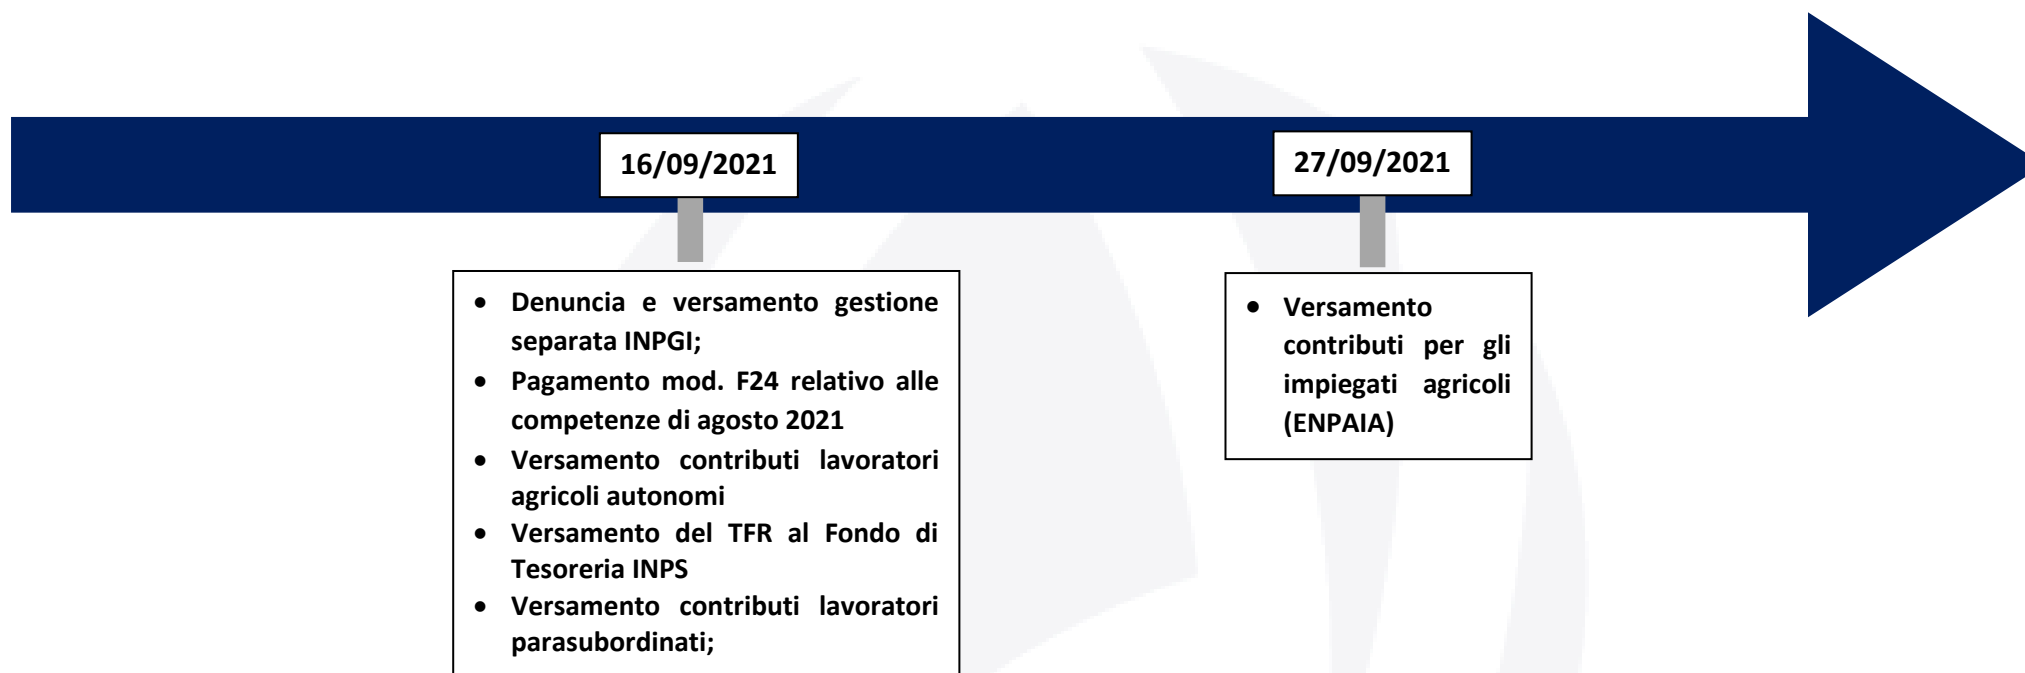 16/09/2021
27/09/2021
• Denuncia e versamento gestione
separata INPGI;
• Pagamento mod. F24 relativo alle
competenze di agosto 2021
• Versamento contributi lavoratori
agricoli autonomi
• Versamento del TFR al Fondo di
Tesoreria INPS
• Versamento contributi lavoratori
parasubordinati;
• Versamento
contributi per gli
impiegati agricoli
(ENPAIA)